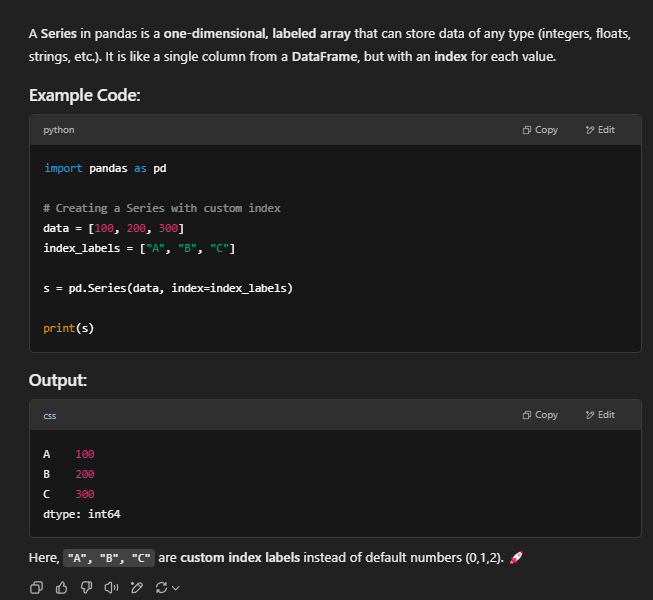 A Series in pandas is a one-dimensional, labeled array that can store data of any type (integers, floats,
strings, etc.). It is like a single column from a DataFrame, but with an index for each value.
Example Code:
python Copy Edit
import pandas as pd
# Creating a Series with custom index
data = [100, 200, 300]
index_labels = ["A", "B", "C"]
s = pd.Series(data, index=index_labels)
print(s)
Output:
css Copy Edit
A    100
B    200
C    300
dtype: int64
Here, "A", "B", "C" are custom index labels instead of default numbers (0,1,2). 🚀